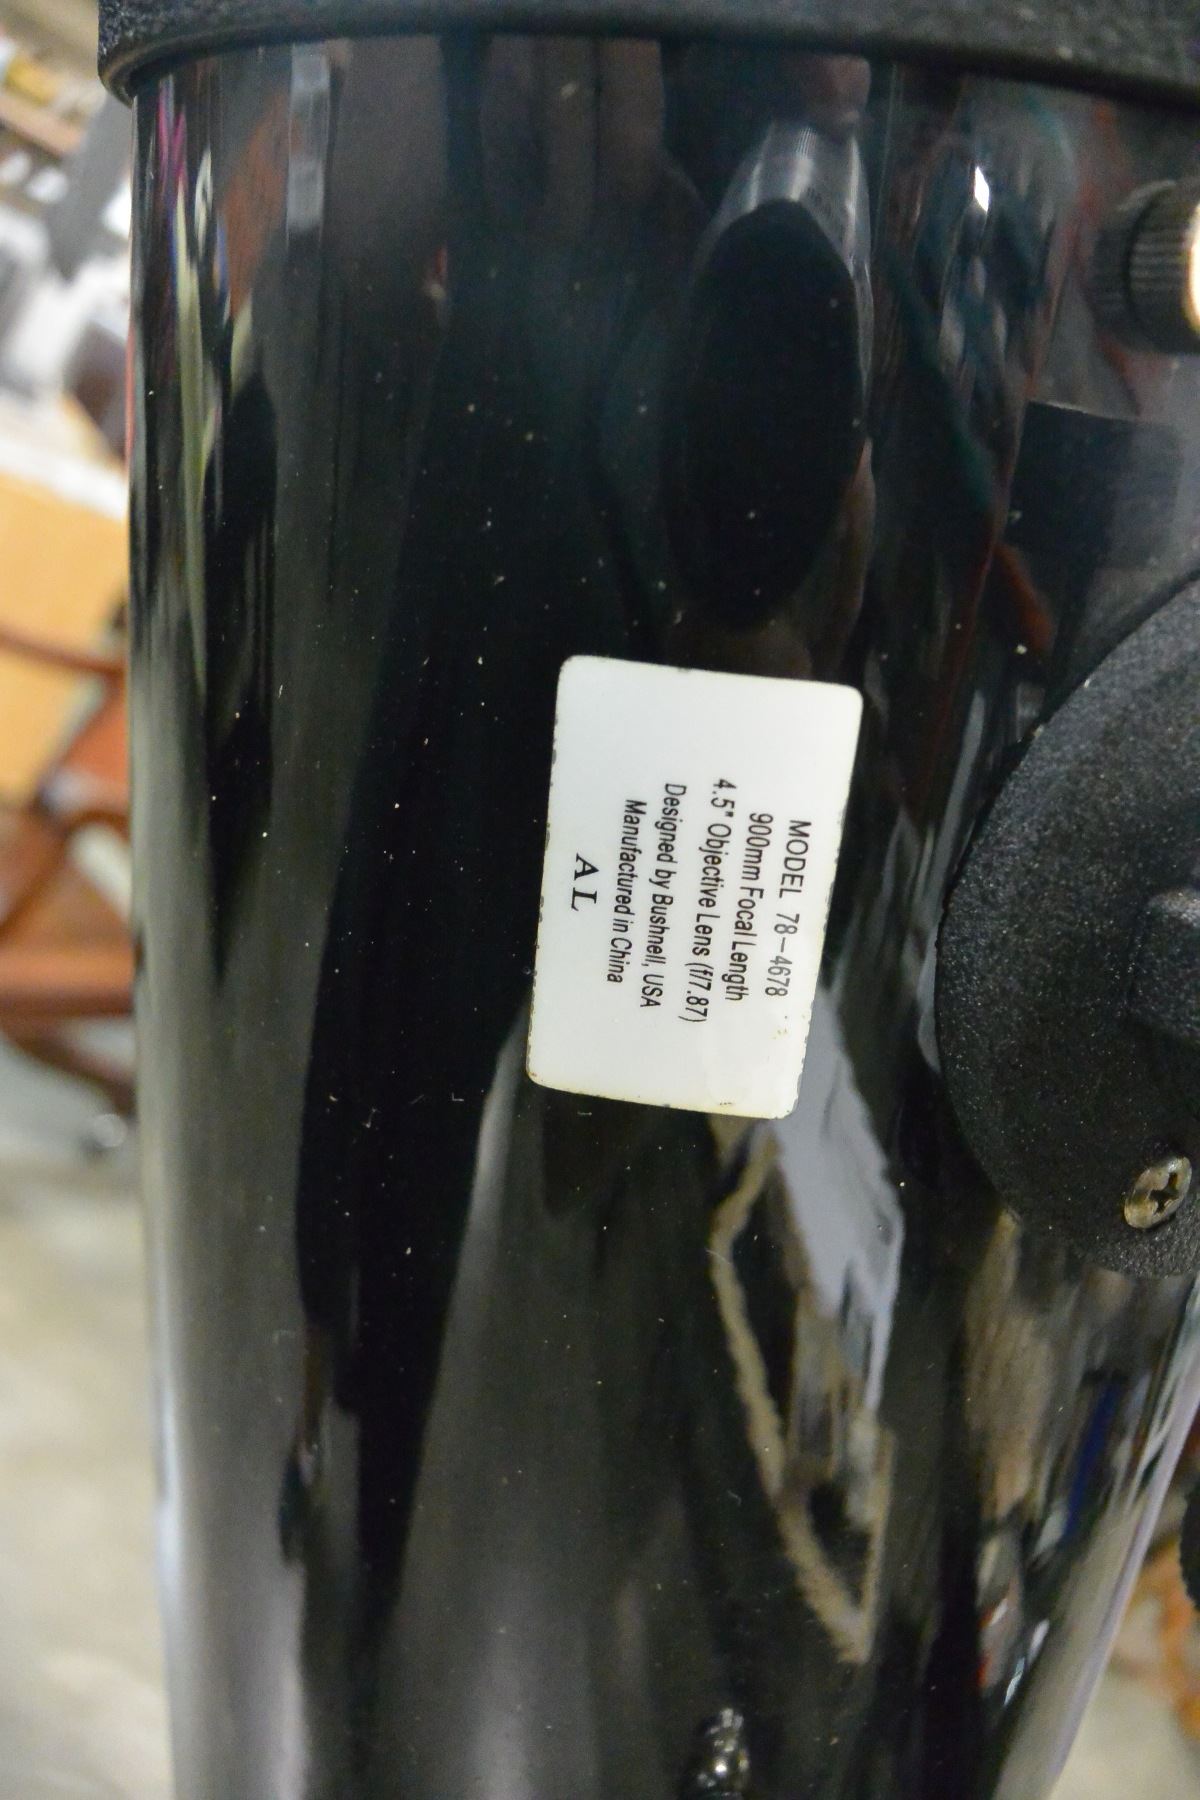 MODEL 78-4678
900mm Focal Length
4.5" Objective Lens (f/7.87)
Designed by Bushnell, USA
Manufactured in China
AL